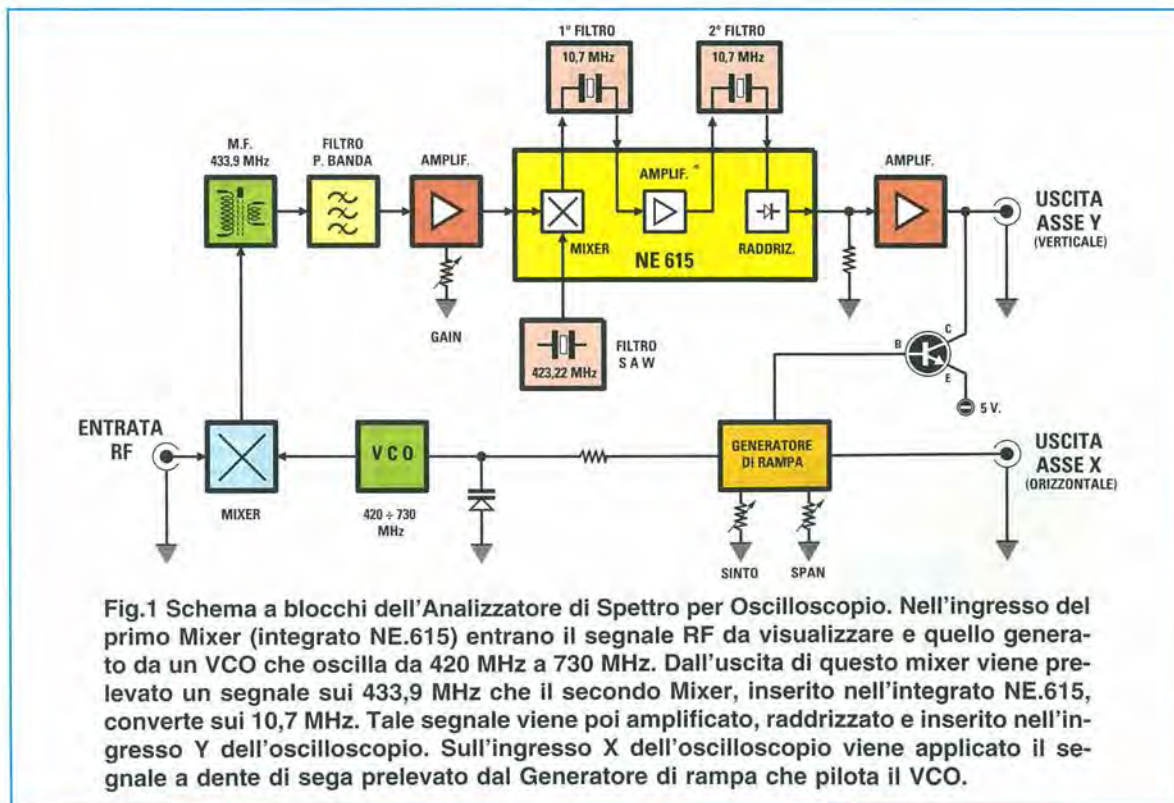 1° FILTRO
10,7 MHz
2° FILTRO
10,7 MHz
M.F.
433,9 MHz
FILTRO
P. BANDA
AMPLIF.
GAIN
MIXER
AMPLIF.
RADDRIZ.
NE 615
423,22 MHz
FILTRO
S A W
AMPLIF.
USCITA
ASSE Y
(VERTICALE)
B
C
E
5 V.
ENTRATA
RF
MIXER
V C O
420 ÷ 730
MHz
GENERATORE
DI RAMPA
SINTO
SPAN
USCITA
ASSE X
(ORIZZONTALE)
Fig.1 Schema a blocchi dell'Analizzatore di Spettro per Oscilloscopio. Nell'ingresso del
primo Mixer (integrato NE.615) entrano il segnale RF da visualizzare e quello genera-
to da un VCO che oscilla da 420 MHz a 730 MHz. Dall'uscita di questo mixer viene pre-
levato un segnale sui 433,9 MHz che il secondo Mixer, inserito nell'integrato NE.615,
converte sui 10,7 MHz. Tale segnale viene poi amplificato, raddrizzato e inserito nell'in-
gresso Y dell'oscilloscopio. Sull'ingresso X dell'oscilloscopio viene applicato il se-
gnale a dente di sega prelevato dal Generatore di rampa che pilota il VCO.